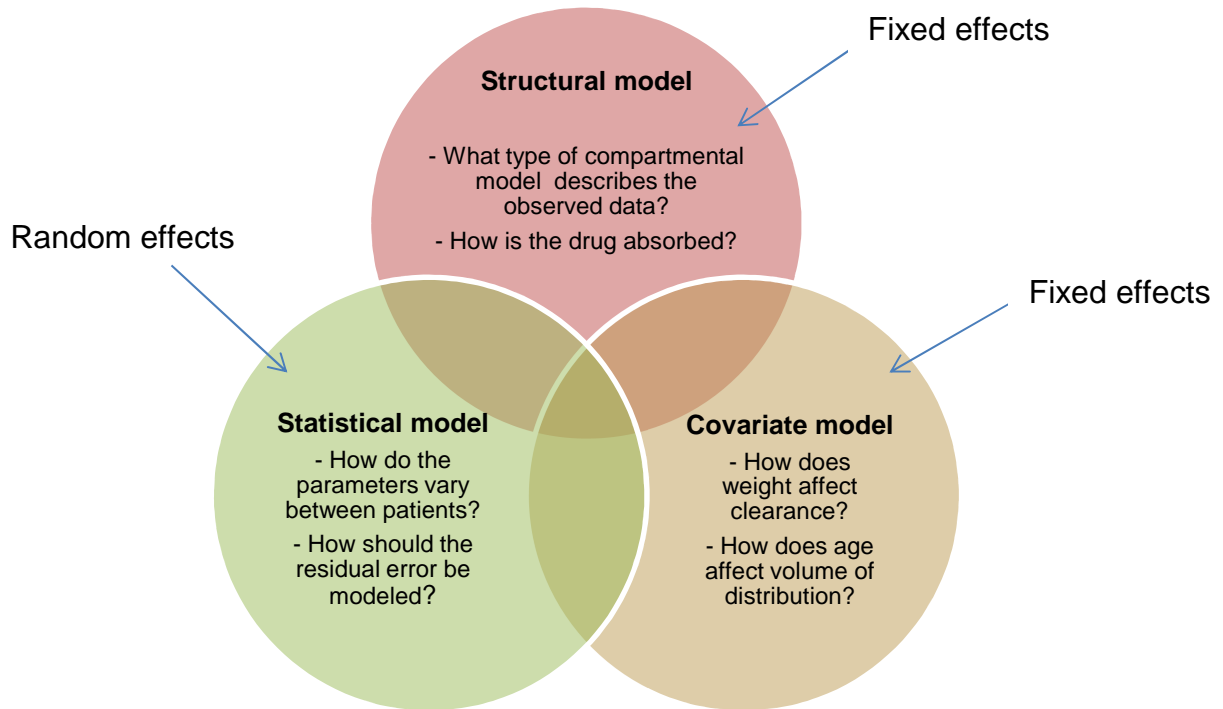 Fixed effects
Structural model
- What type of compartmental
model describes the
observed data?
- How is the drug absorbed?
Random effects
Fixed effects
Statistical model
- How do the
parameters vary
between patients?
- How should the
residual error be
modeled?
Covariate model
- How does
weight affect
clearance?
- How does age
affect volume of
distribution?